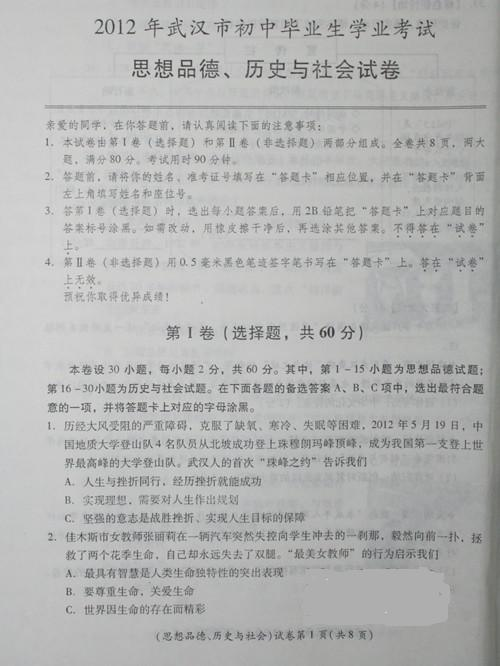 2012 年武汉市初中毕业生学业考试
思想品德、历史与社会试卷
亲爱的同学，在你答题前，请认真阅读下面的注意事项：
1. 本试卷由第Ⅰ卷（选择题）和第Ⅱ卷（非选择题）两部分组成。全卷共 8 页，两大
题，满分 80 分。考试用时 90 分钟。
2. 答题前，请将你的姓名、准考证号填写在“答题卡”相应位置，并在“答题卡”背面
左上角填写姓名和座位号。
3. 答第Ⅰ卷（选择题）时，选出每小题答案后，用 2B 铅笔把“答题卡”上对应题目的
答案标号涂黑。如需改动，用橡皮擦干净后，再选涂其他答案。不得答在“试卷”
上。
4. 第Ⅱ卷（非选择题）用 0.5 毫米黑色笔迹签字笔书写在“答题卡”上。答在“试卷”
上无效。
预祝你取得优异成绩！
第Ⅰ卷（选择题，共 60 分）
本卷设 30 小题，每小题 2 分，共 60 分。其中，第 1－15 小题为思想品德试题；
第 16－30 小题为历史与社会试题。在下面各题的备选答案 A、B、C 项中，选出最符合题
意的一项，并将答题卡上对应的字母涂黑。
1. 历经大风受阻的严重障碍，克服了缺氧、寒冷、失眠等困难，2012 年 5 月 19 日，中
国地质大学登山队 4 名队员从北坡成功登上珠穆朗玛峰顶峰，成为我国第一支登上世
界最高峰的大学登山队。武汉人的首次“珠峰之约”告诉我们
A. 人生与挫折同行，经历挫折就能成功
B. 实现理想，需要对人生作出规划
C. 坚强的意志是战胜挫折、实现人生目标的保障
2. 佳木斯市女教师张丽莉在一辆汽车突然失控向学生冲去的一刹那，毅然向前一扑，拯
救了两个花季生命，自己却永远失去了双腿。“最美女教师”的行为启示我们
A. 最具有智慧是人类生命独特性的突出表现
B. 要尊重生命，关爱生命
C. 世界因生命的存在而精彩
（思想品德、历史与社会）试卷第 1 页（共 8 页）